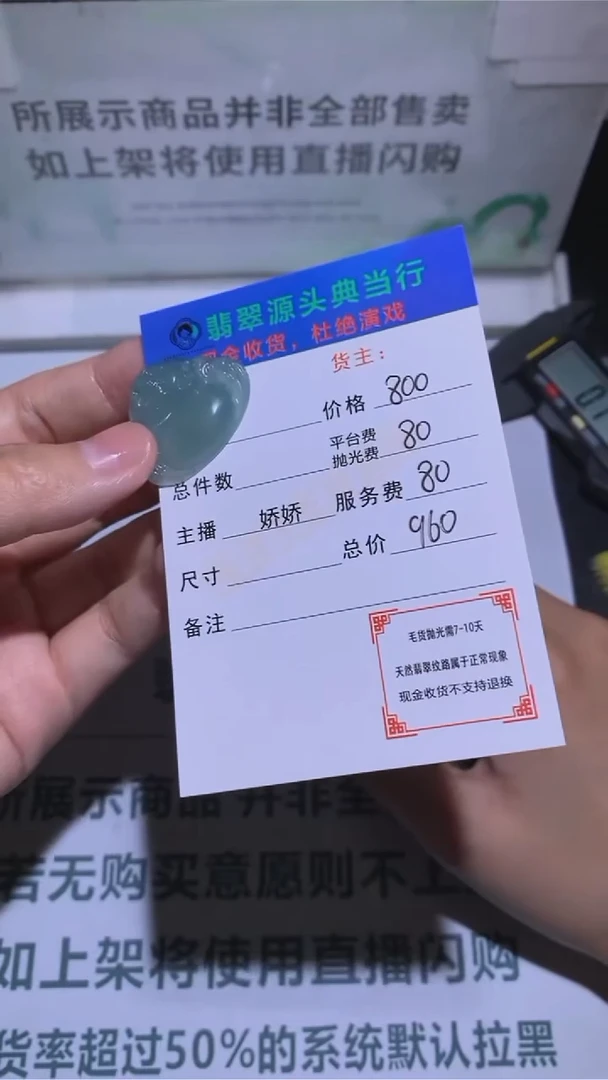 所展示商品并非全部售卖
如上架将使用直播闪购
翡翠源头典当行
金收货，杜绝演戏
货主：
价格 800
平台费
抛光费 80
总件数
主播 娇娇 服务费 80
尺寸 总价 960
备注
毛货抛光需7-10天
天然翡翠纹路属于正常现象
现金收货不支持退换
所展示商品并非全
若无购买意愿则不上
如上架将使用直播闪购
货率超过50%的系统默认拉黑